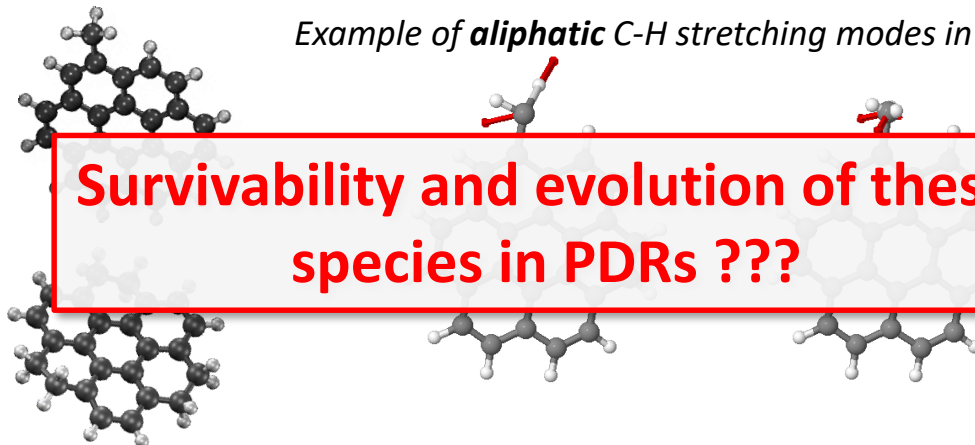 Example of aliphatic C-H stretching modes in
Survivability and evolution of thes
species in PDRs ???